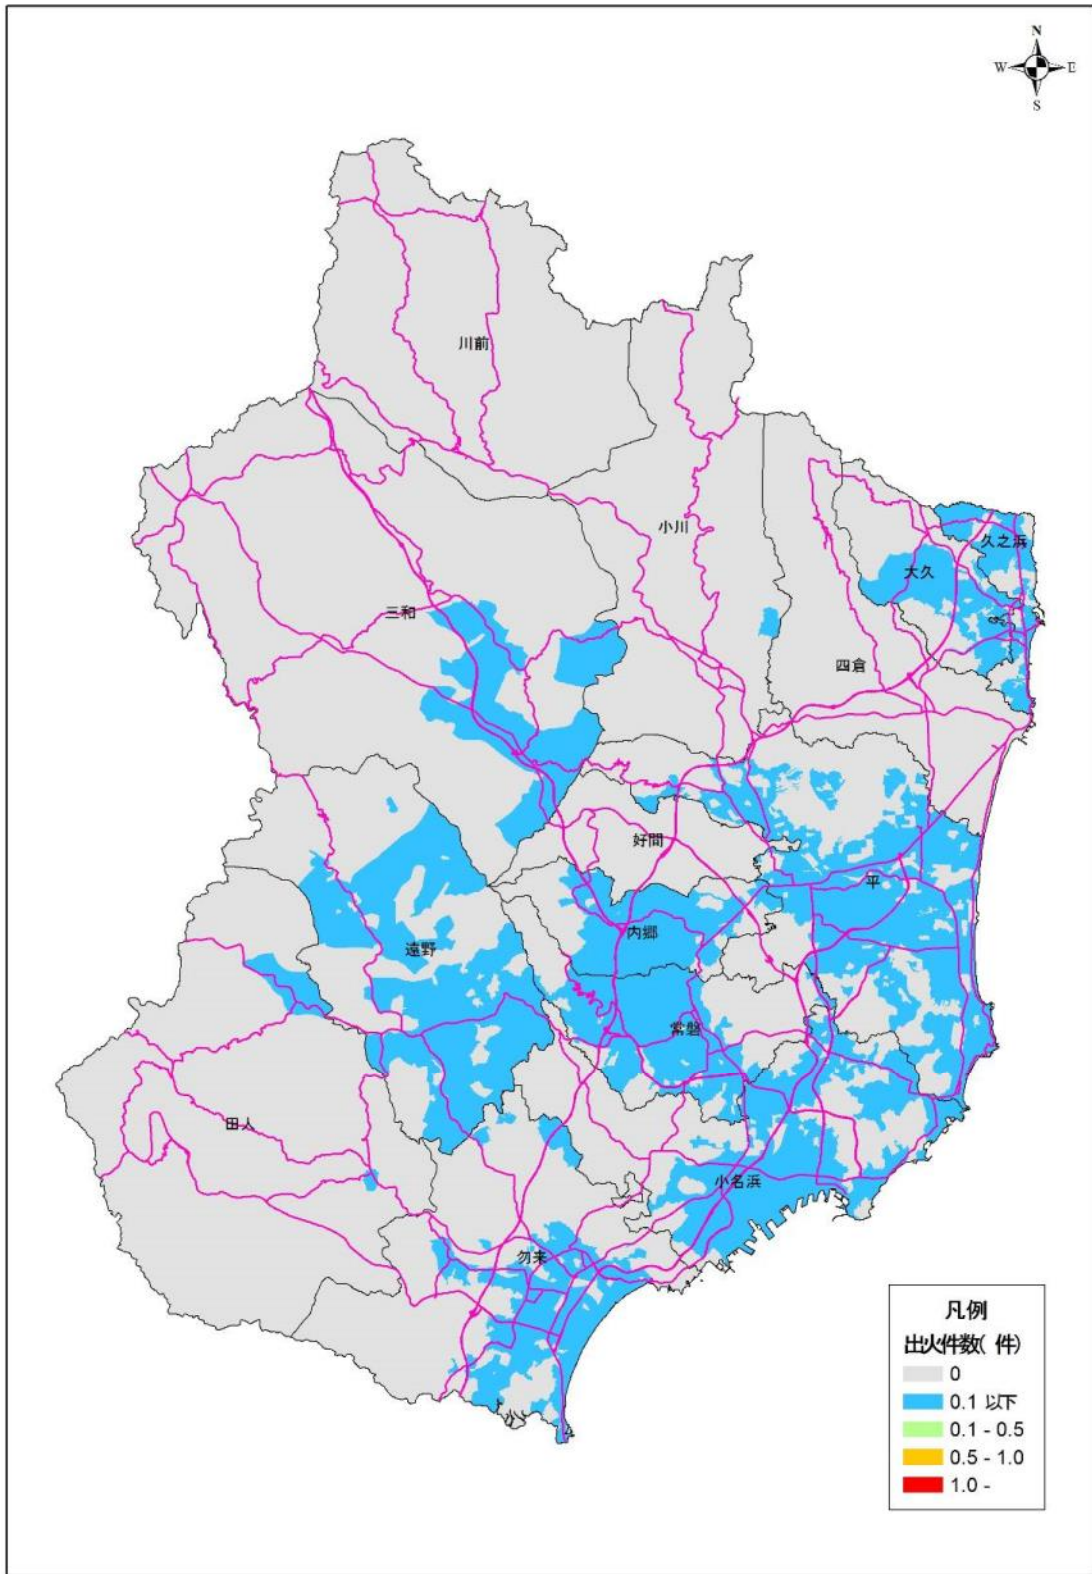 N
W E
S
川前
小川
久之浜
大久
三和
四倉
好間
平
内郷
遠野
常磐
田人
小名浜
勿来
凡例
出火件数( 件)
0
0.1 以下
0.1 - 0.5
0.5 - 1.0
1.0 -